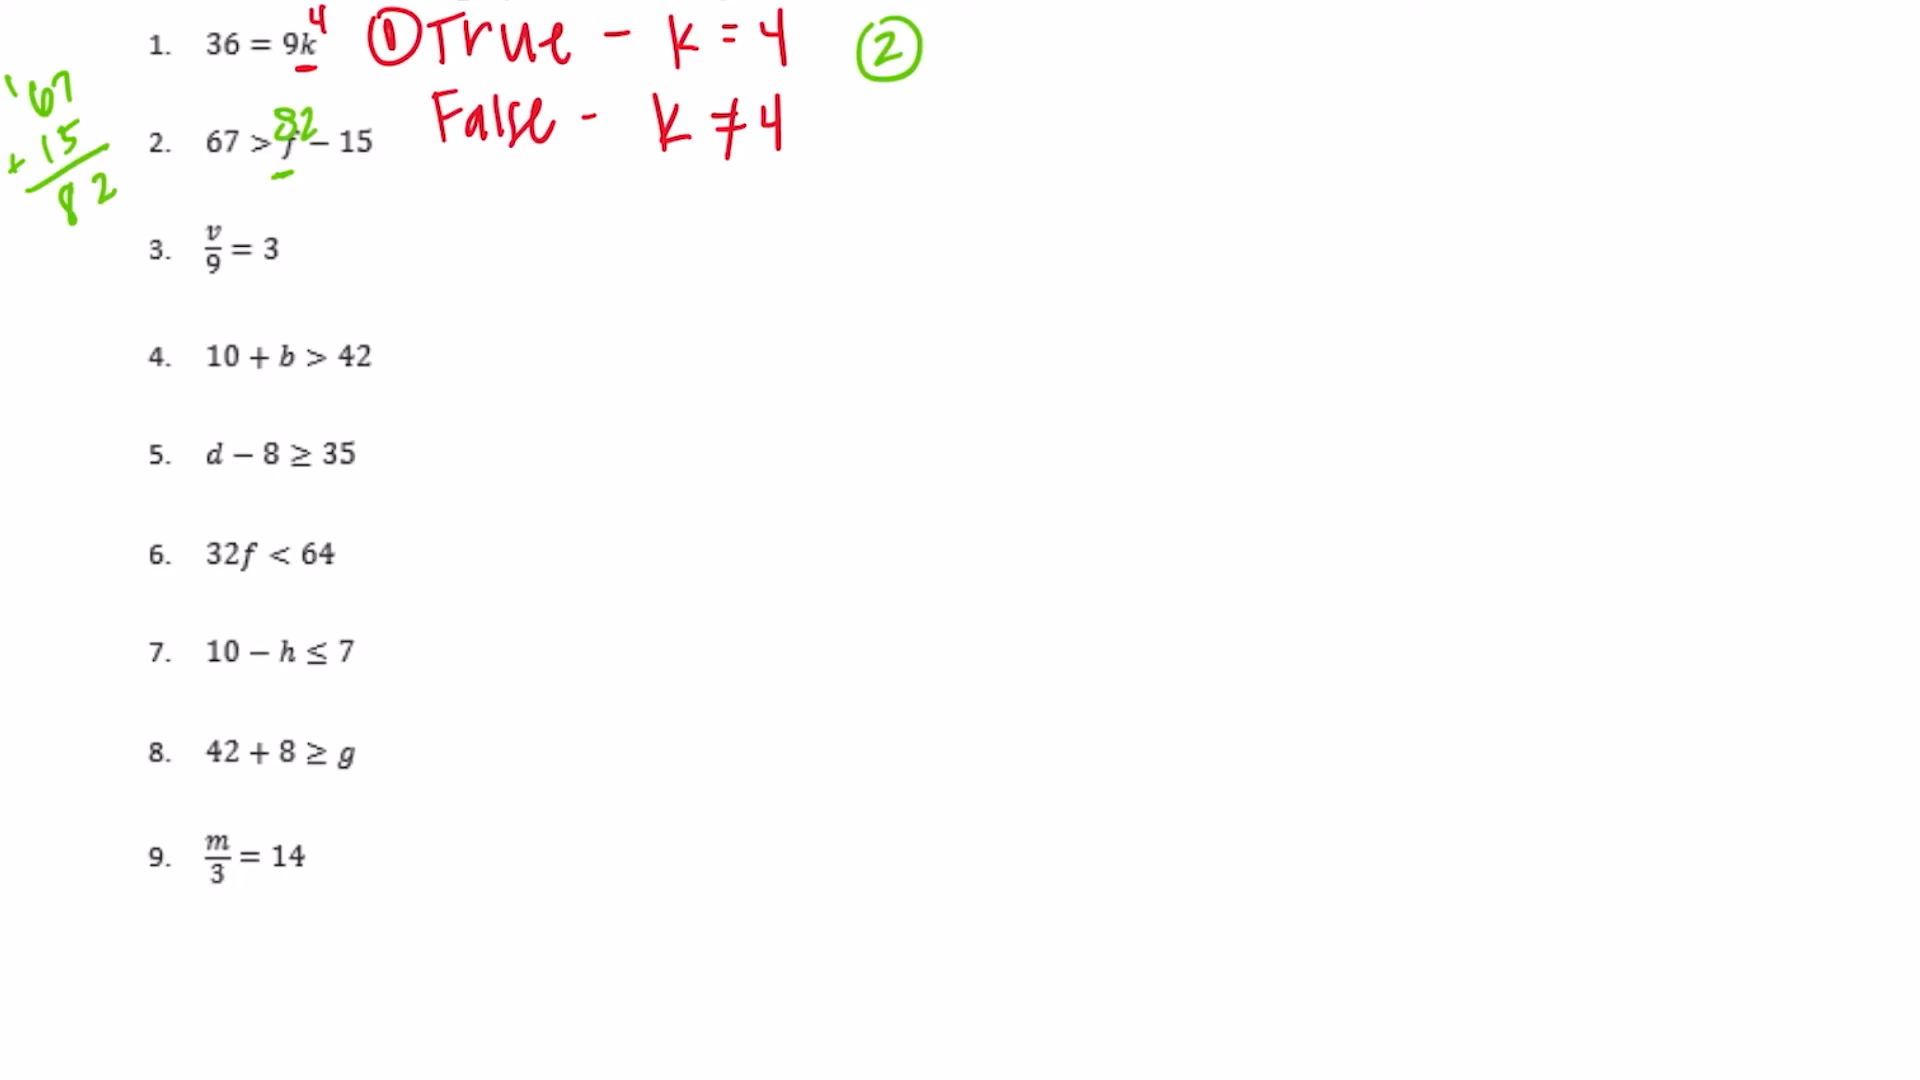 1. 36 = 9k 4 ① True - k = 4 ②
False - k ≠ 4
2. 67 > f – 15 82
67
+ 15
82
3. v/9 = 3
4. 10 + b > 42
5. d – 8 ≥ 35
6. 32f < 64
7. 10 – h ≤ 7
8. 42 + 8 ≥ g
9. m/3 = 14